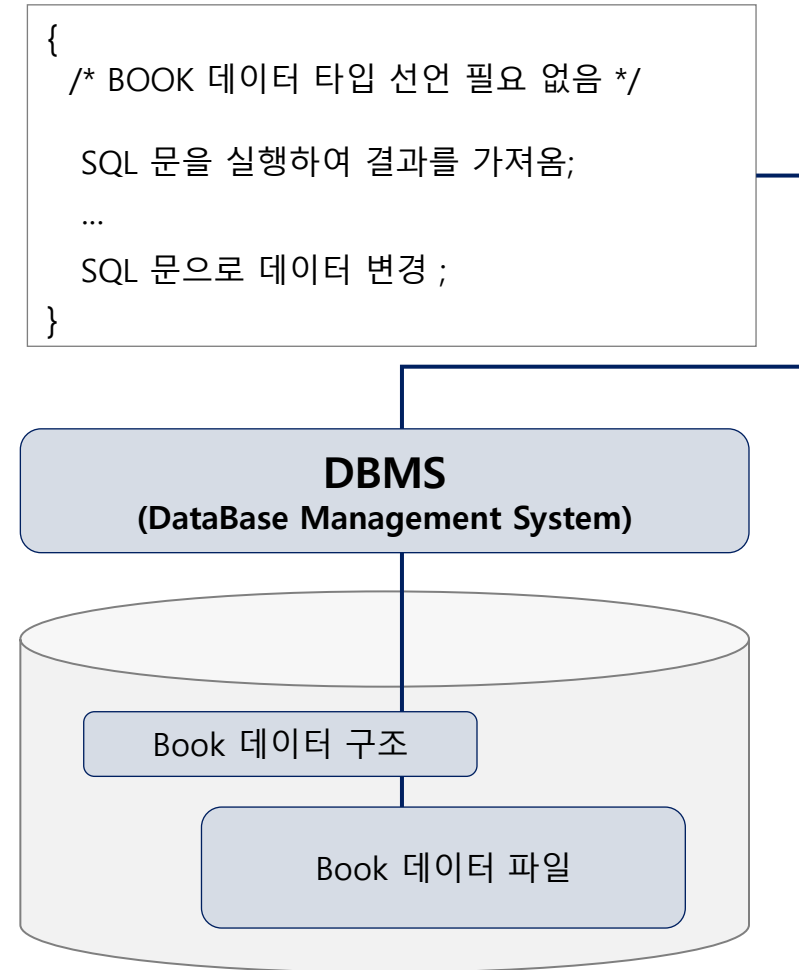 {
/* BOOK 데이터 타입 선언 필요 없음 */
SQL 문을 실행하여 결과를 가져옴;
...
SQL 문으로 데이터 변경 ;
}
DBMS
(DataBase Management System)
Book 데이터 구조
Book 데이터 파일